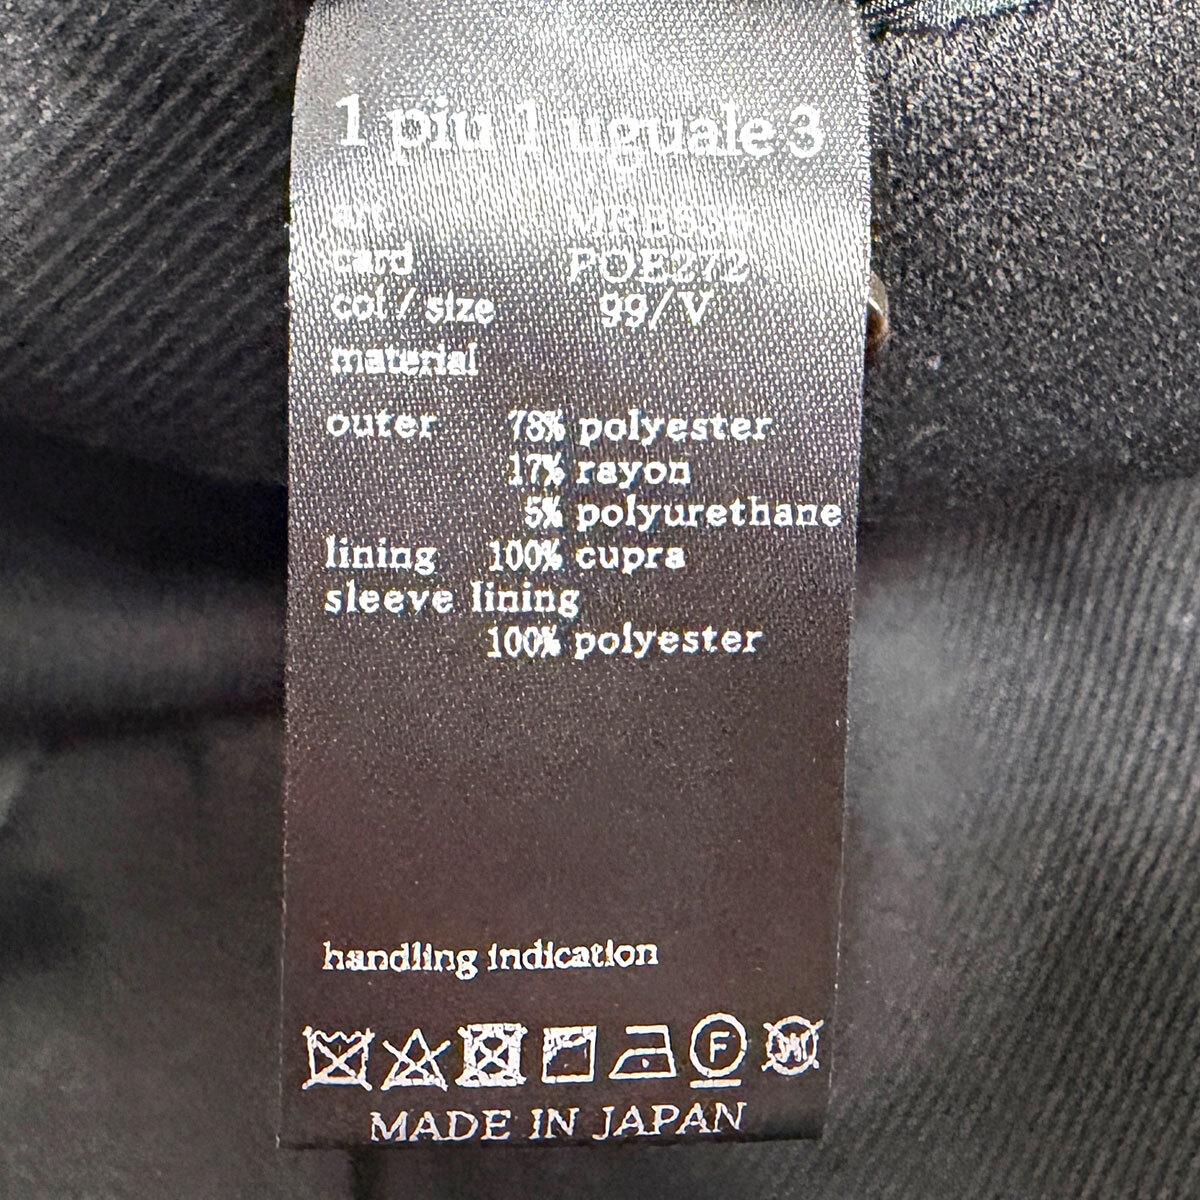 1 piu 1 uguale 3
art
card POE272
col / size 99/V
material
outer 78% polyester
17% rayon
5% polyurethane
lining 100% cupra
sleeve lining
100% polyester
handling indication
F W
MADE IN JAPAN